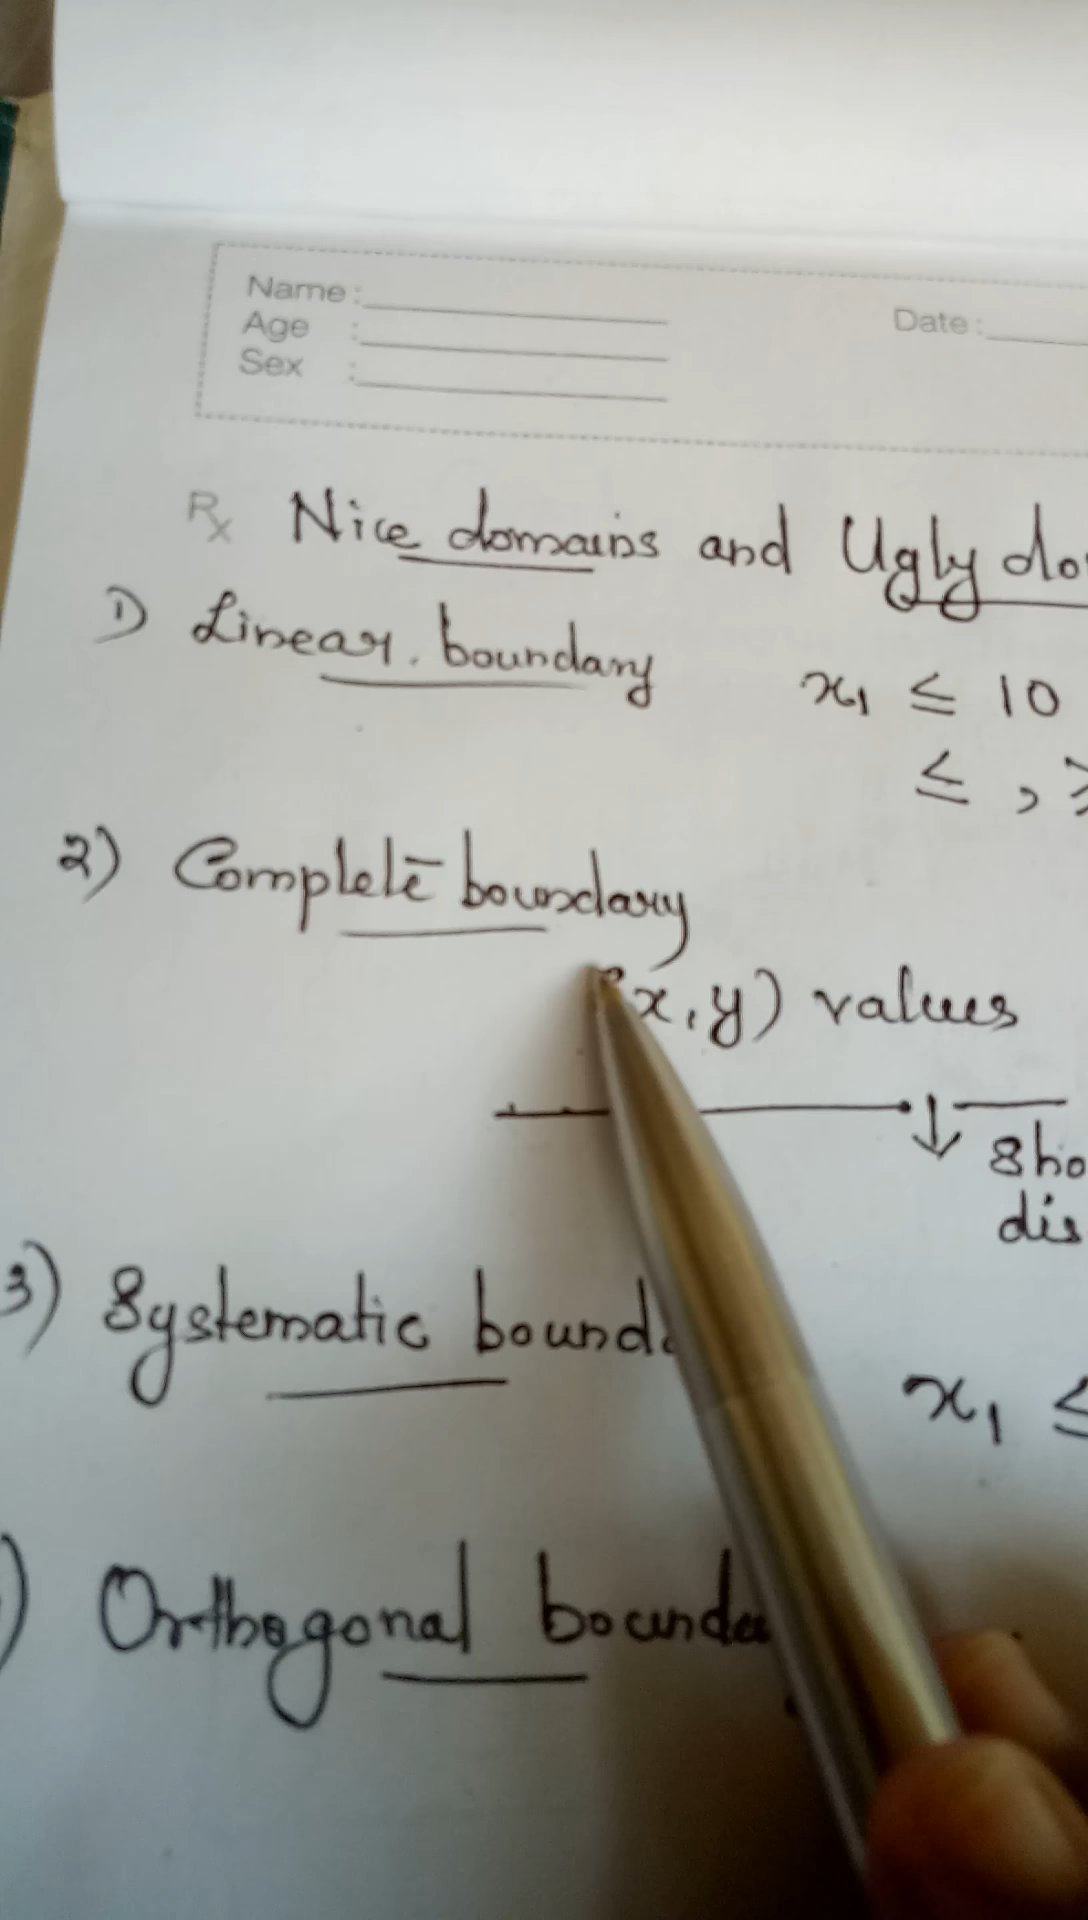 Name :
Date :
Age :
Sex :
Rx Nice domains and Ugly do
1) Linear boundary x₁ ≤ 10
≤ , ≥
2) Complete boundary
(x, y) values
sho
dis
3) Systematic bound
x₁ ≤
) Orthogonal bounda